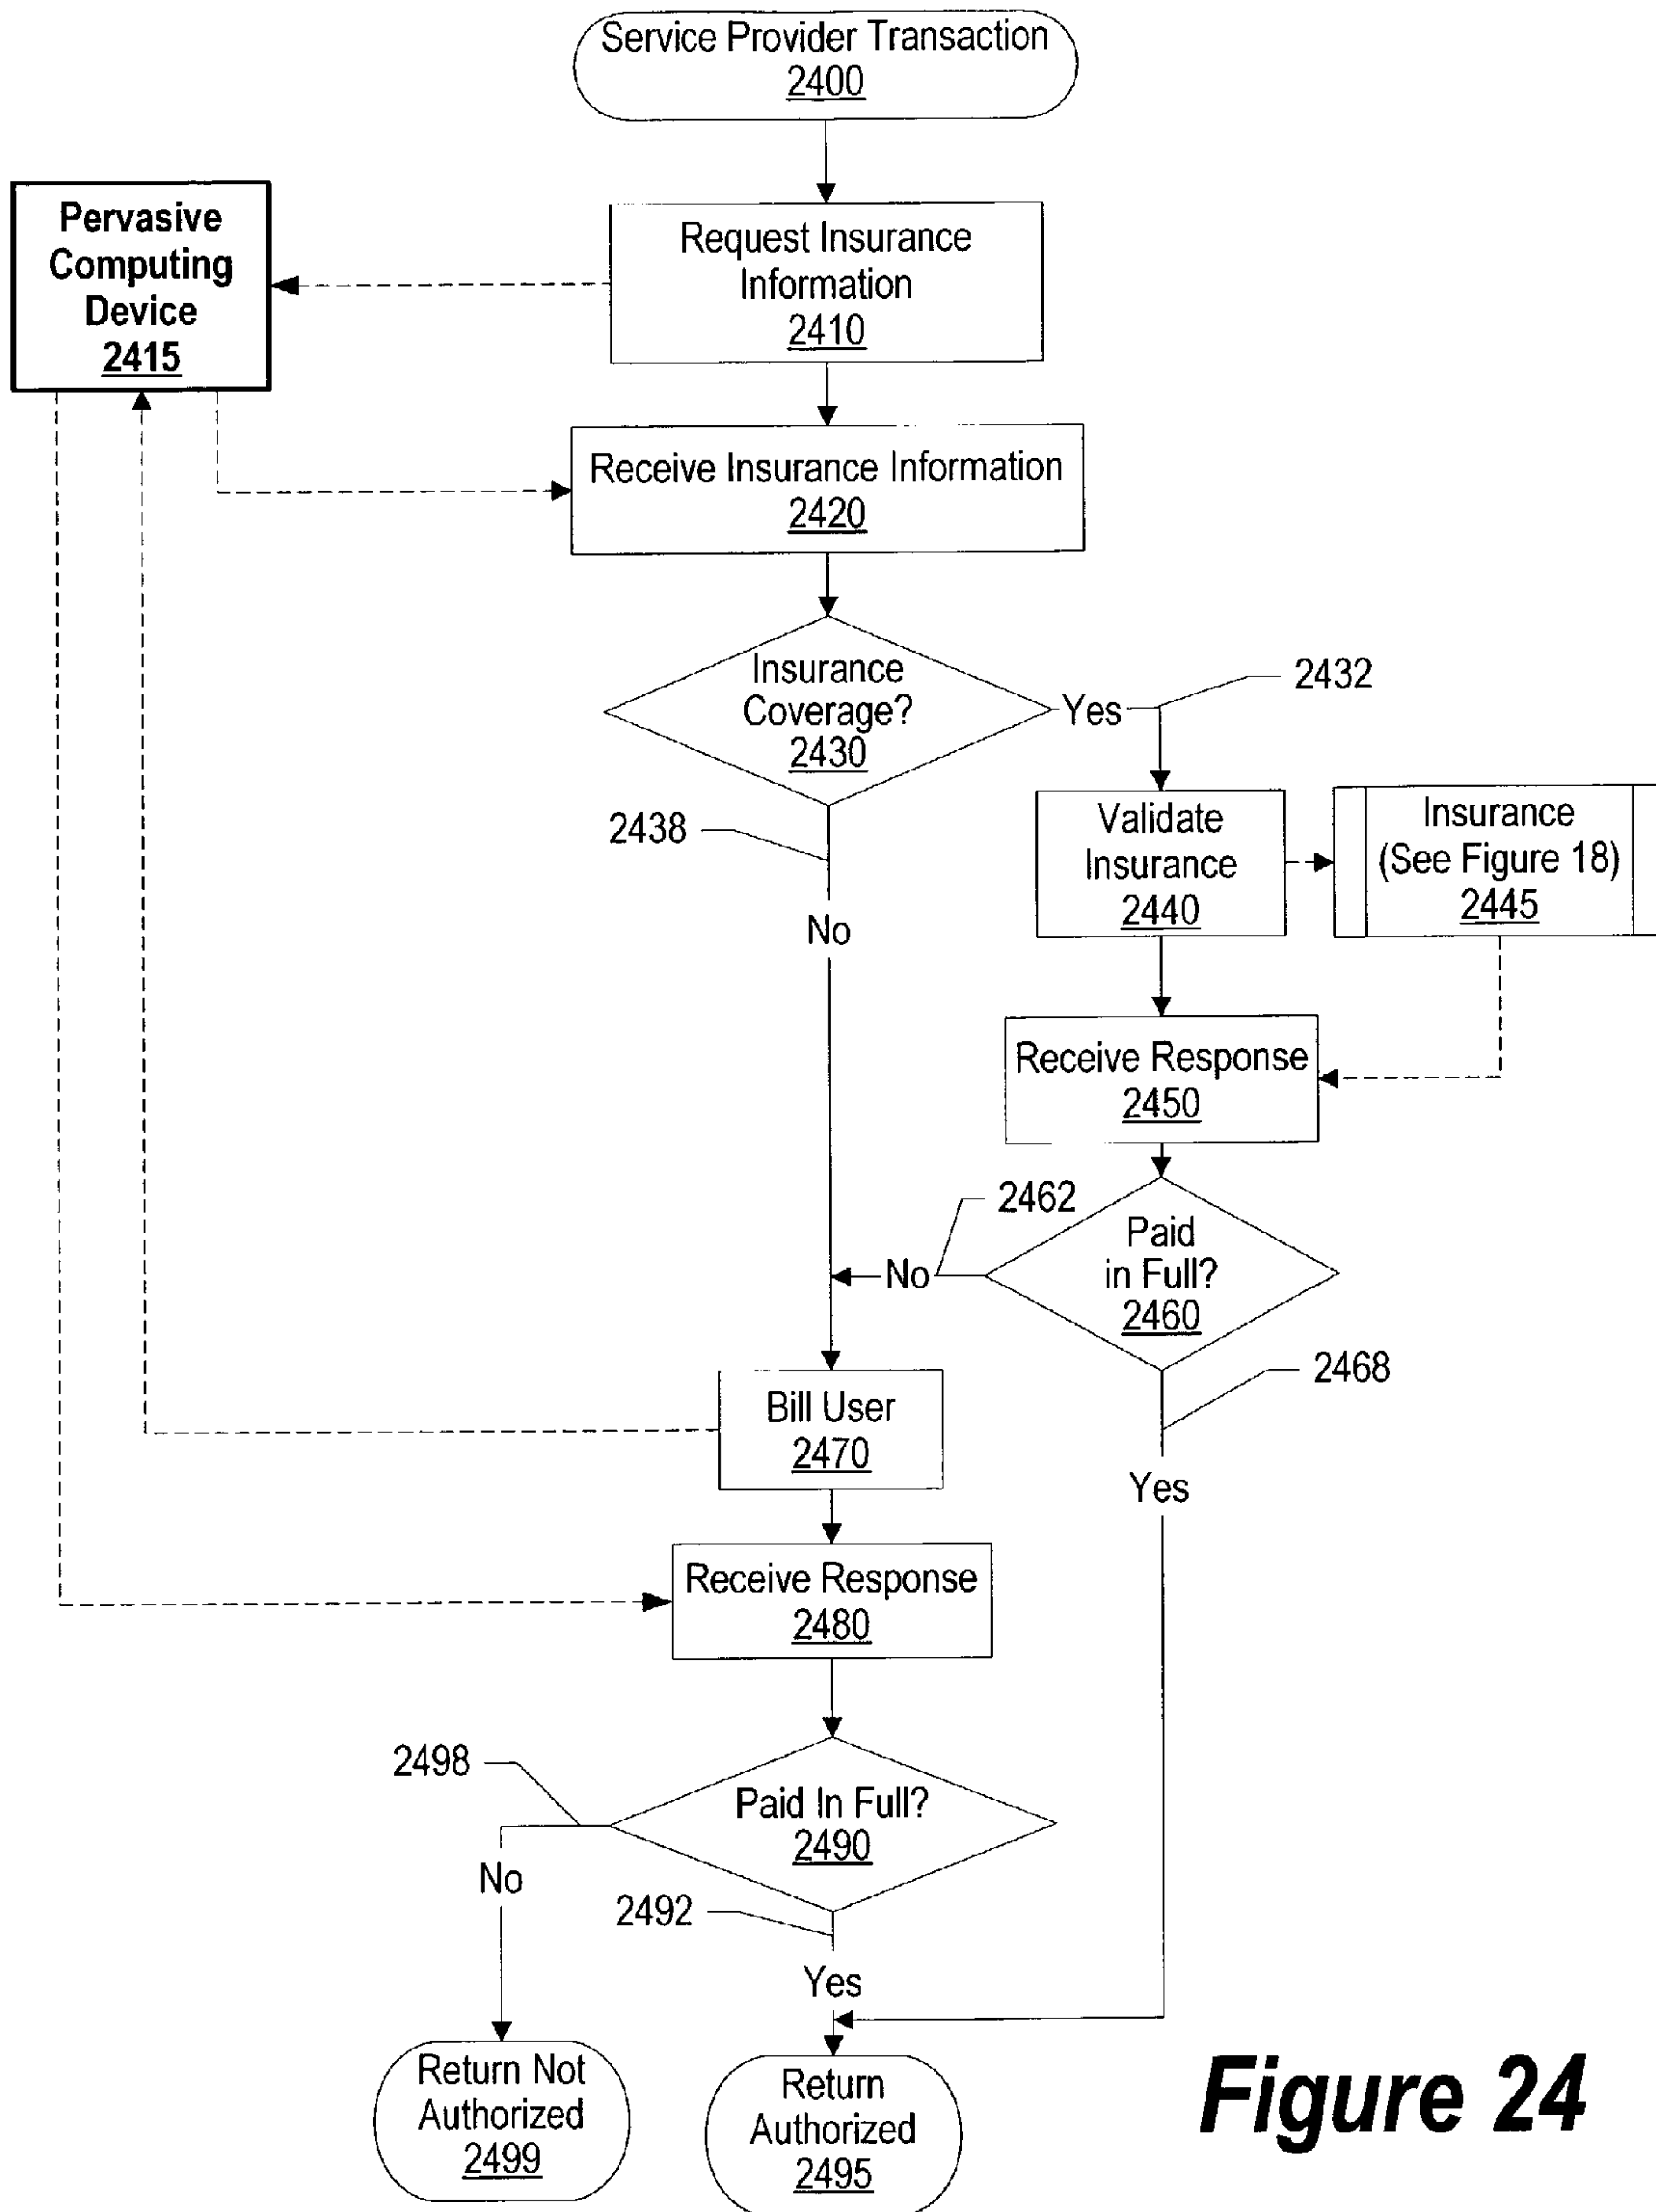 Service Provider Transaction
2400
Pervasive
Computing
Device
2415
Request Insurance
Information
2410
Receive Insurance Information
2420
Insurance
Coverage?
2430
Yes
2432
2438
No
Validate
Insurance
2440
Insurance
(See Figure 18)
2445
Receive Response
2450
2462
No
Paid
in Full?
2460
2468
Yes
Bill User
2470
Receive Response
2480
2498
Paid In Full?
2490
No
2492
Yes
Return Not
Authorized
2499
Return
Authorized
2495
Figure 24